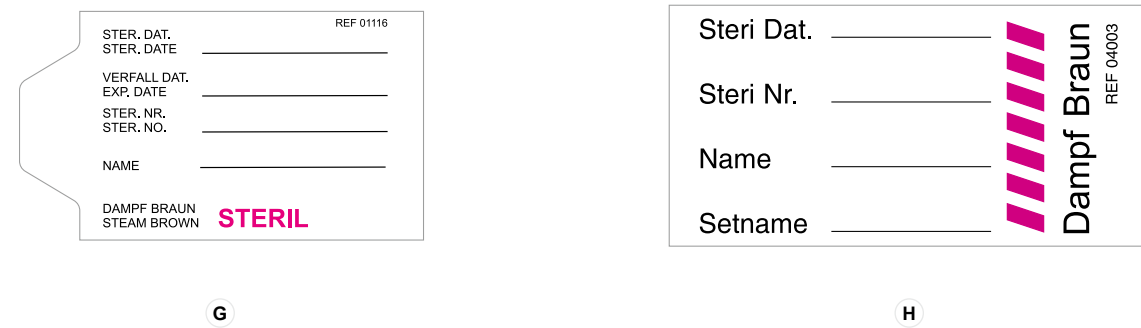 REF 01116
STER. DAT.
STER. DATE
VERFALL DAT.
EXP. DATE
STER. NR.
STER. NO.
NAME
DAMPF BRAUN
STEAM BROWN
STERIL
G
Steri Dat.
Steri Nr.
Name
Setname
Dampf Braun
REF 04003
H